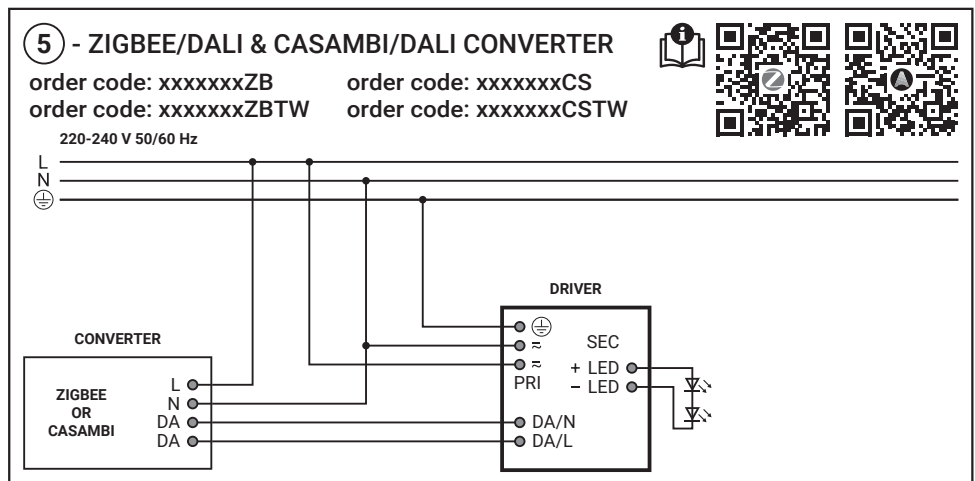 5 - ZIGBEE/DALI & CASAMBI/DALI CONVERTER
order code: xxxxxxxZB
order code: xxxxxxxCS
order code: xxxxxxxZBTW
order code: xxxxxxxCSTW
220-240 V 50/60 Hz
L
N
DRIVER
CONVERTER
ZIGBEE
OR
CASAMBI
L
N
DA
DA
SEC
PRI
+ LED
– LED
DA/N
DA/L